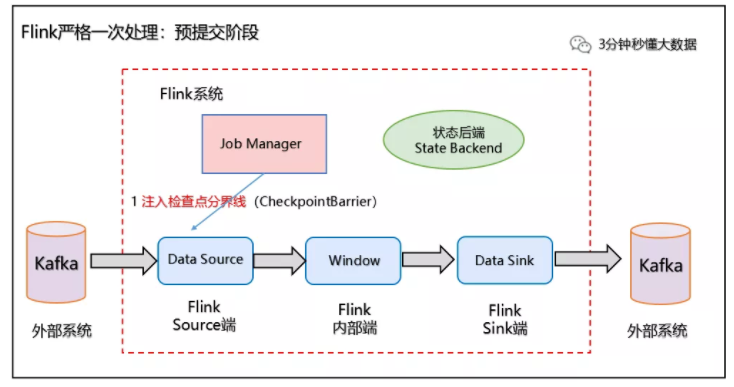 Flink严格一次处理：预提交阶段
3分钟秒懂大数据
Flink系统
Job Manager
状态后端
State Backend
1 注入检查点分界线（CheckpointBarrier）
Kafka
Data Source
Window
Data Sink
Kafka
外部系统
Flink
Source端
Flink
内部端
Flink
Sink端
外部系统